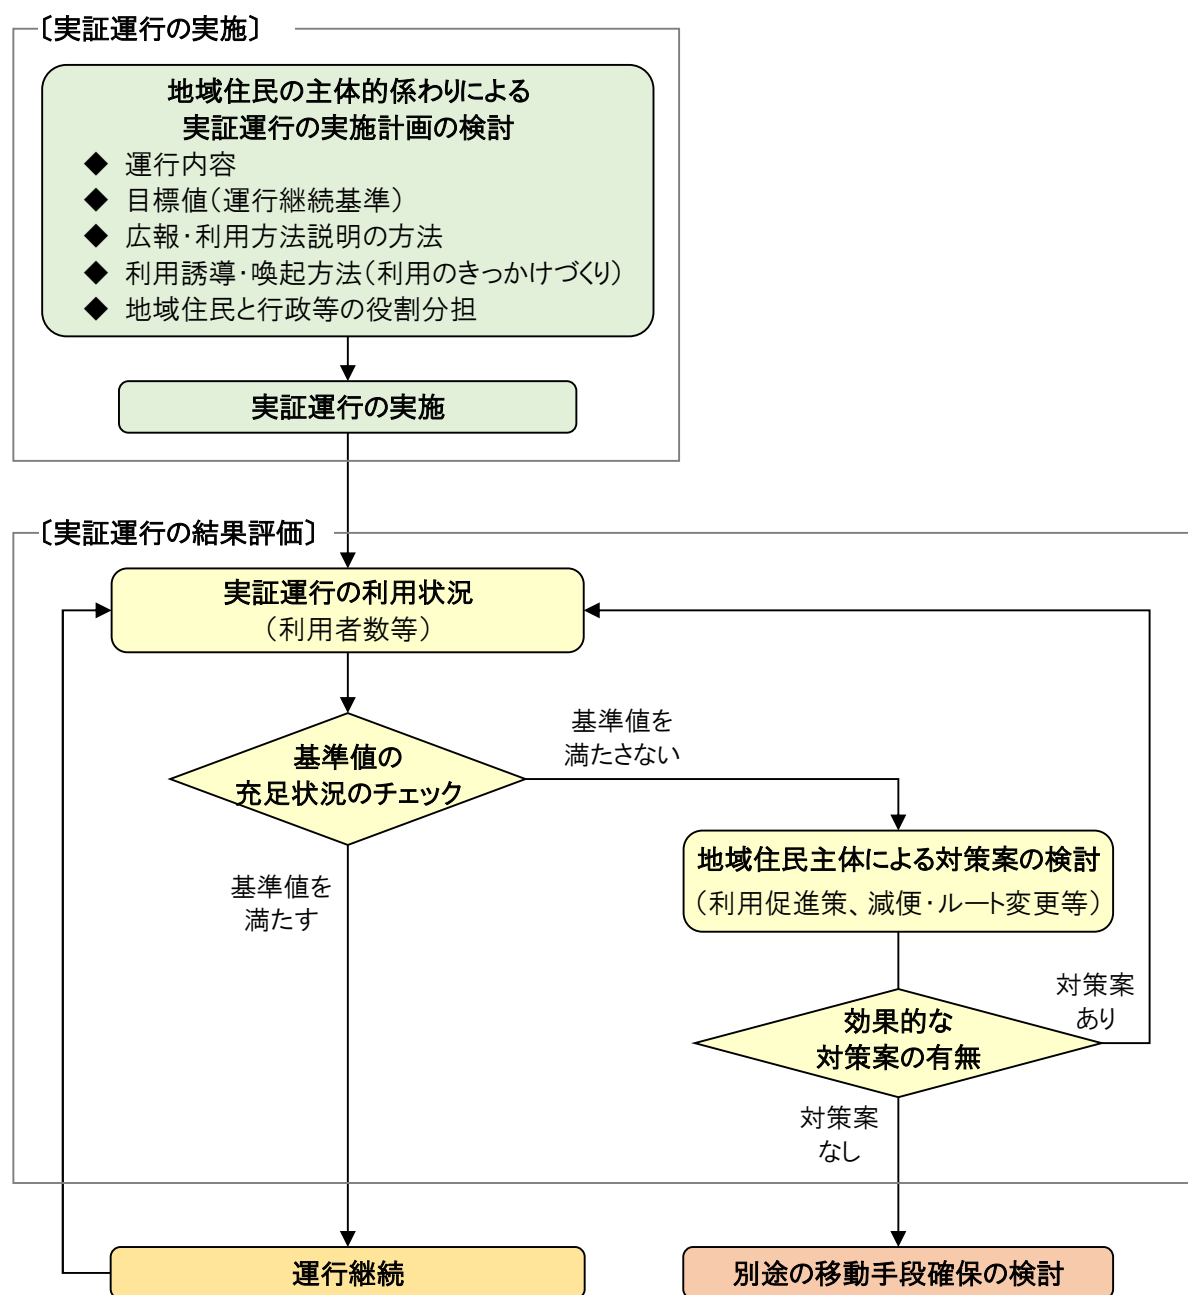 〔実証運行の実施〕
地域住民の主体的係わりによる
実証運行の実施計画の検討
◆ 運行内容
◆ 目標値（運行継続基準）
◆ 広報・利用方法説明の方法
◆ 利用誘導・喚起方法（利用のきっかけづくり）
◆ 地域住民と行政等の役割分担
実証運行の実施
〔実証運行の結果評価〕
実証運行の利用状況
（利用者数等）
基準値の
充足状況のチェック
基準値を
満たさない
基準値を
満たす
地域住民主体による対策案の検討
（利用促進策、減便・ルート変更等）
効果的な
対策案の有無
対策案
あり
対策案
なし
運行継続
別途の移動手段確保の検討